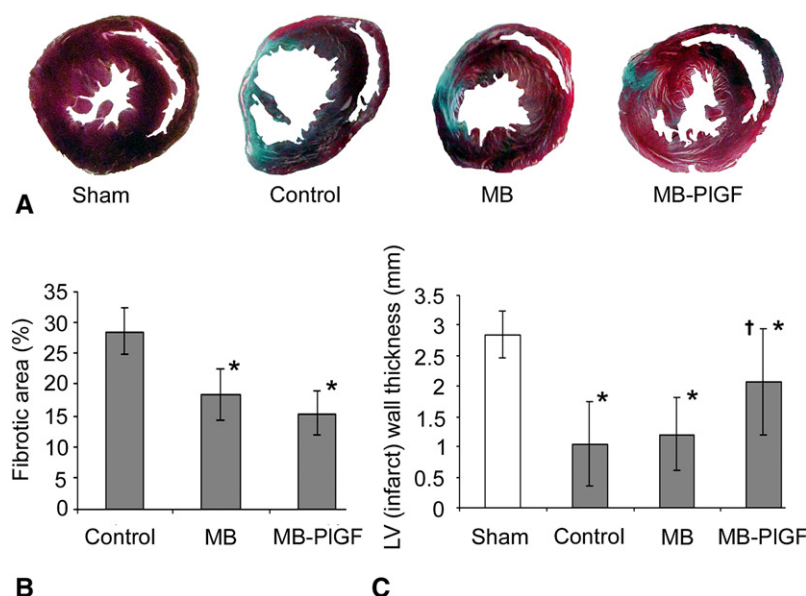 Sham Control MB MB-PlGF
A
Fibrotic area (%)
35
30
25
20
15
10
5
0
*
*
Control MB MB-PlGF
B
LV (infarct) wall thickness (mm)
3.5
3
2.5
2
1.5
1
0.5
0
*
*
† *
Sham Control MB MB-PlGF
C